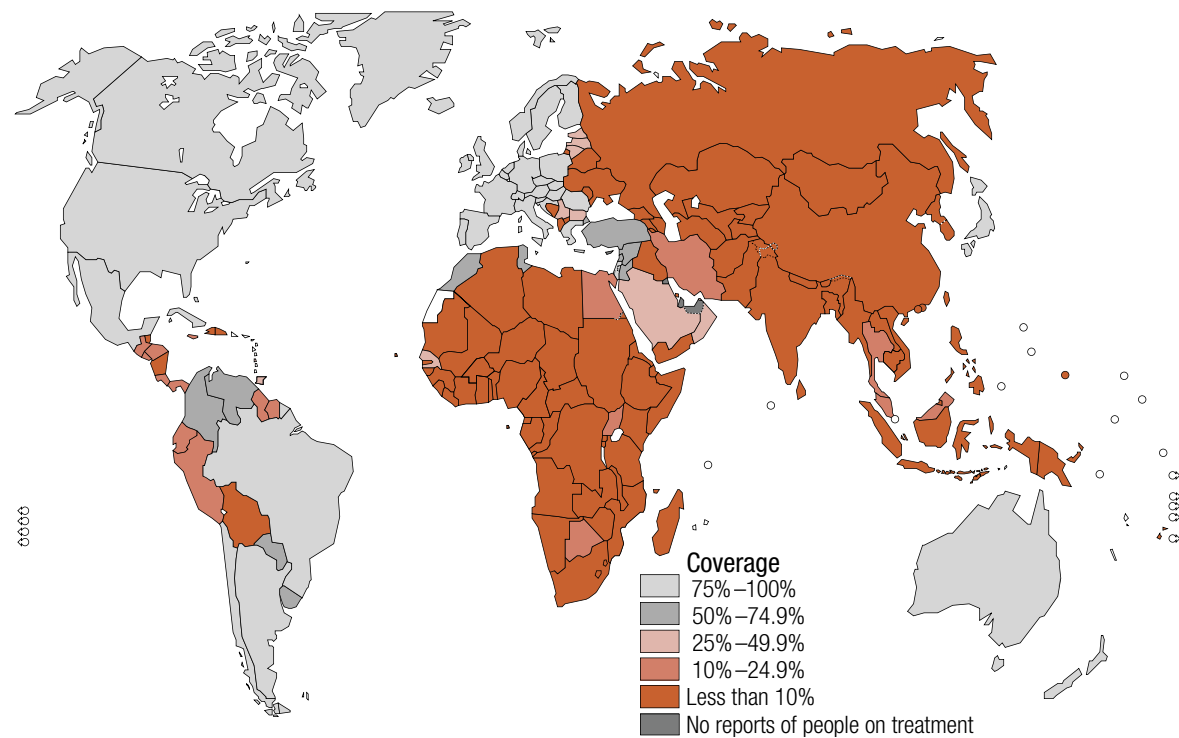 Coverage
75%–100%
50%–74.9%
25%–49.9%
10%–24.9%
Less than 10%
No reports of people on treatment